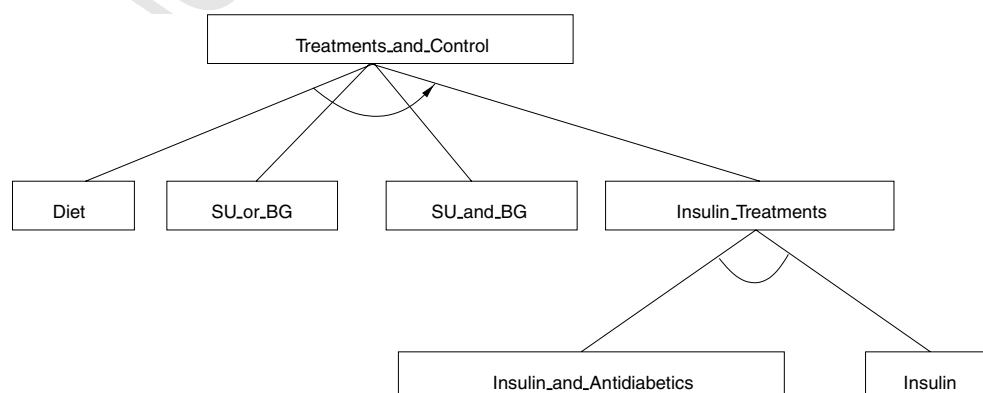 Treatments_and_Control
Diet
SU_or_BG
SU_and_BG
Insulin_Treatments
Insulin_and_Antidiabetics
Insulin